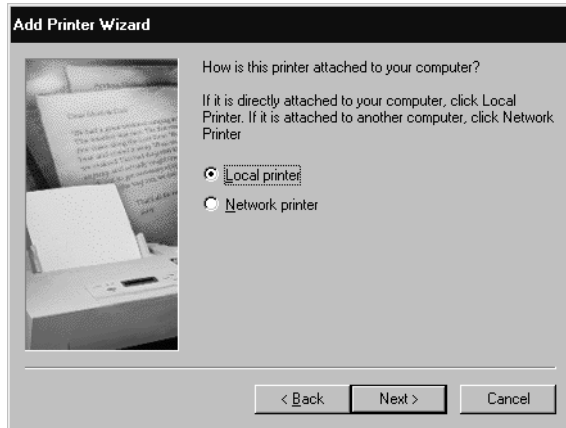 Add Printer Wizard
How is this printer attached to your computer?
If it is directly attached to your computer, click Local
Printer. If it is attached to another computer, click Network
Printer
Local printer
Network printer
< Back
Next >
Cancel